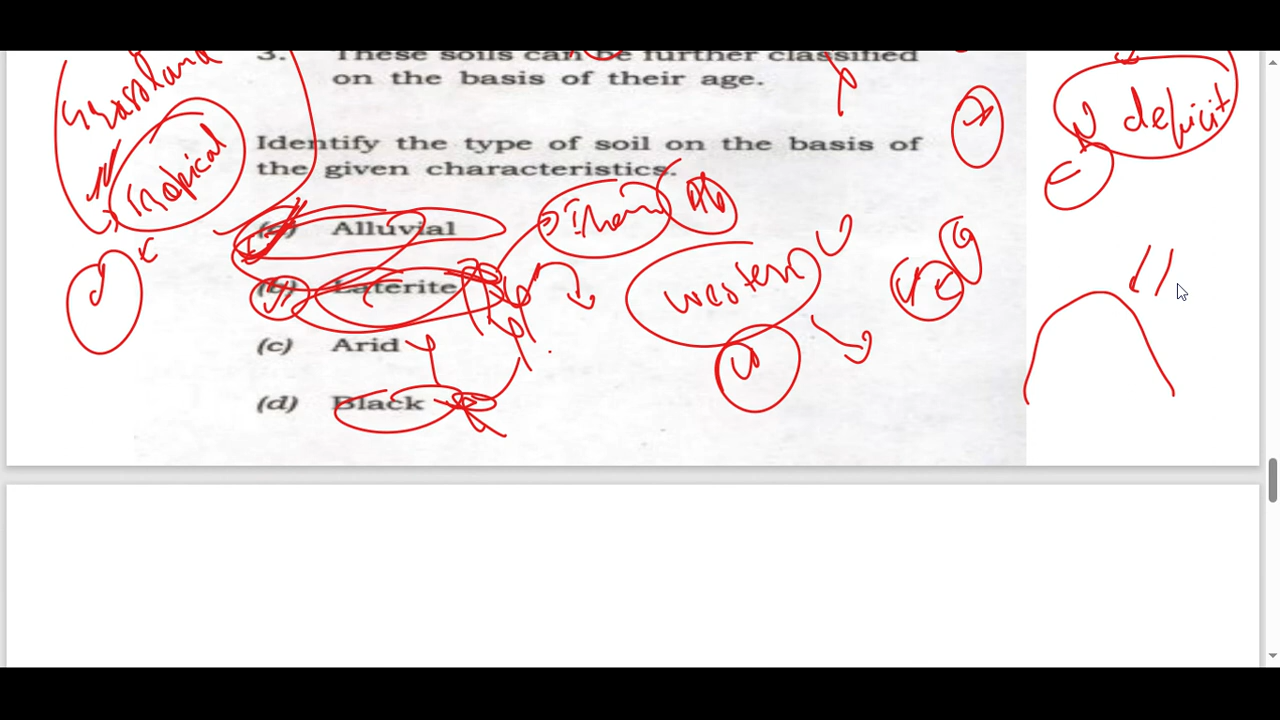 3. These soils can be further classified
on the basis of their age.
Grassland
Tropical
N deficit
Identify the type of soil on the basis of
the given characteristics.
(a) Alluvial
(b) Laterite
Western
(c) Arid
(d) Black